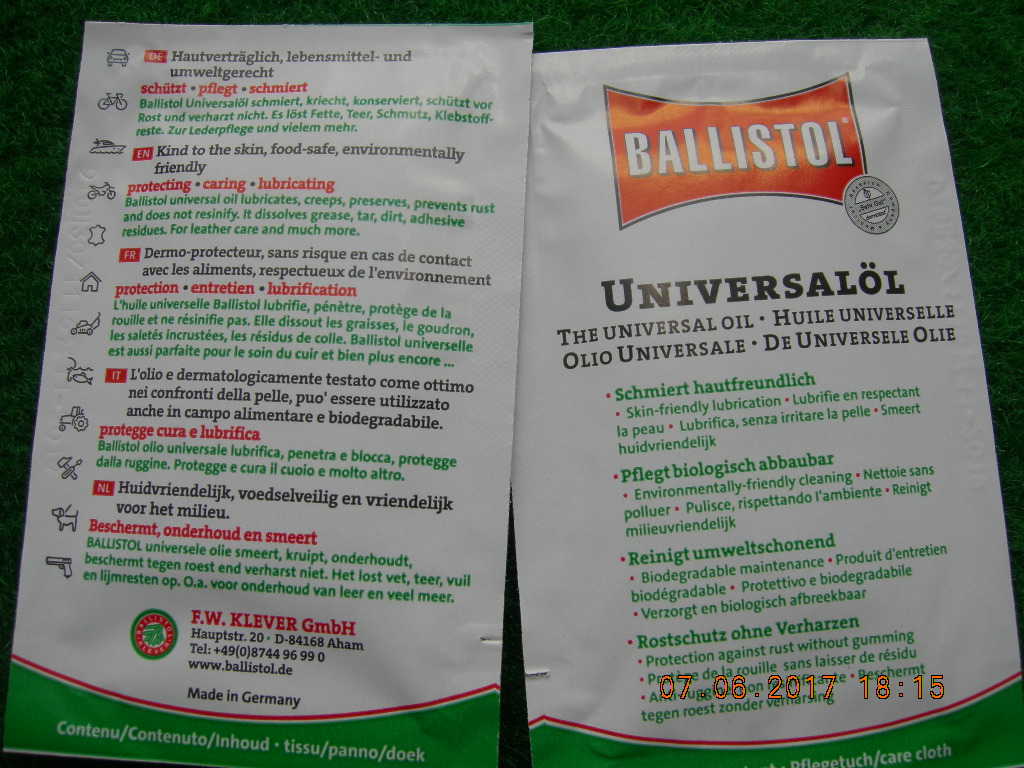 DE Hautverträglich, lebensmittel- und
umweltgerecht
schützt • pflegt • schmiert
Ballistol Universalöl schmiert, kriecht, konserviert, schützt vor
Rost und verharzt nicht. Es löst Fette, Teer, Schmutz, Klebstoff-
reste. Zur Lederpflege und vielem mehr.
EN Kind to the skin, food-safe, environmentally
friendly
protecting • caring • lubricating
Ballistol universal oil lubricates, creeps, preserves, prevents rust
and does not resinify. It dissolves grease, tar, dirt, adhesive
residues. For leather care and much more.
FR Dermo-protecteur, sans risque en cas de contact
avec les aliments, respectueux de l'environnement
protection • entretien • lubrification
L'huile universelle Ballistol lubrifie, pénètre, protège de la
rouille et ne résinifie pas. Elle dissout les graisses, le goudron,
les saletés incrustées, les résidus de colle. Ballistol universelle
est aussi parfaite pour le soin du cuir et bien plus encore ...
IT L'olio e dermatologicamente testato come ottimo
nei confronti della pelle, puo' essere utilizzato
anche in campo alimentare e biodegradabile.
protegge cura e lubrifica
Ballistol olio universale lubrifica, penetra e blocca, protegge
dalla ruggine. Protegge e cura il cuoio e molto altro.
NL Huidvriendelijk, voedselveilig en vriendelijk
voor het milieu.
Beschermt, onderhoud en smeert
BALLISTOL universele olie smeert, kruipt, onderhoudt,
beschermt tegen roest end verharst niet. Het lost vet, teer, vuil
en lijmresten op. O.a. voor onderhoud van leer en veel meer.
BALLISTOL
KLEVER
F.W. KLEVER GmbH
Hauptstr. 20 • D-84168 Aham
Tel: +49(0)8744 96 99 0
www.ballistol.de
Made in Germany
Contenu/Contenuto/Inhoud • tissu/panno/doek
BALLISTOL®
"Sehr Gut"
UNIVERSALÖL
THE UNIVERSAL OIL • HUILE UNIVERSELLE
OLIO UNIVERSALE • DE UNIVERSELE OLIE
• Schmiert hautfreundlich
• Skin-friendly lubrication • Lubrifie en respectant
la peau • Lubrifica, senza irritare la pelle • Smeert
huidvriendelijk
• Pflegt biologisch abbaubar
• Environmentally-friendly cleaning • Nettoie sans
polluer • Pulisce, rispettando l'ambiente • Reinigt
milieuvriendelijk
• Reinigt umweltschonend
• Biodegradable maintenance • Produit d'entretien
biodégradable • Protettivo e biodegradabile
• Verzorgt en biologisch afbreekbaar
• Rostschutz ohne Verharzen
• Protection against rust without gumming
• Protège de la rouille sans laisser de résidu
• Beschermt
tegen roest zonder verharsing
07.06.2017 18:15
• Pflegetuch/care cloth